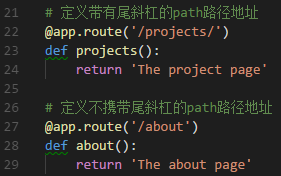 21 # 定义带有尾斜杠的path路径地址
22 @app.route('/projects/')
23 def projects():
24     return 'The project page'
25
26 # 定义不携带尾斜杠的path路径地址
27 @app.route('/about')
28 def about():
29     return 'The about page'